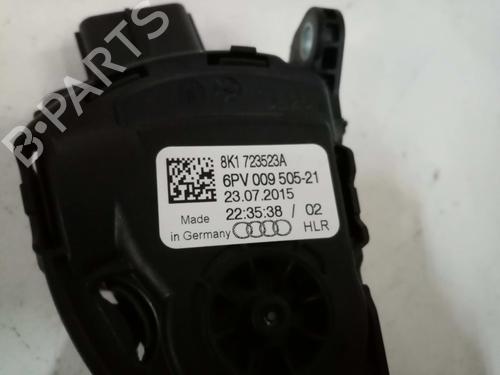 8K1 723523A
6PV 009 505-21
23.07.2015
22:35:38 / 02
Made
in Germany HLR
B-PARTS